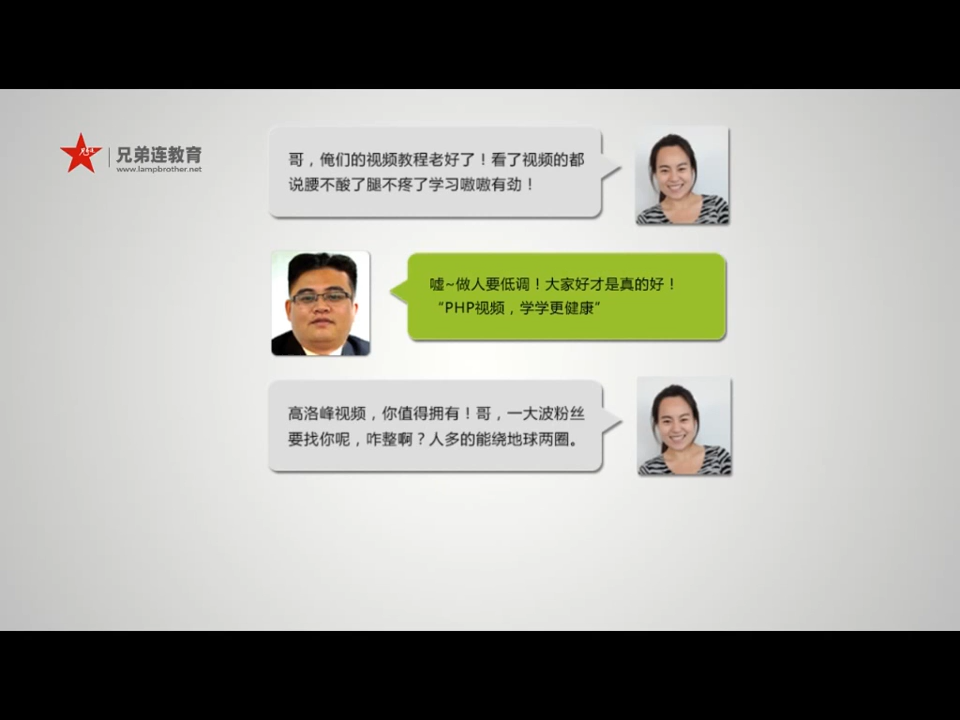 兄弟连教育
www.lampbrother.net
哥，俺们的视频教程老好了！看了视频的都
说腰不酸了腿不疼了学习嗷嗷有劲！
嘘~做人要低调！大家好才是真的好！
“PHP视频，学学更健康”
高洛峰视频，你值得拥有！哥，一大波粉丝
要找你呢，咋整啊？人多的能绕地球两圈。